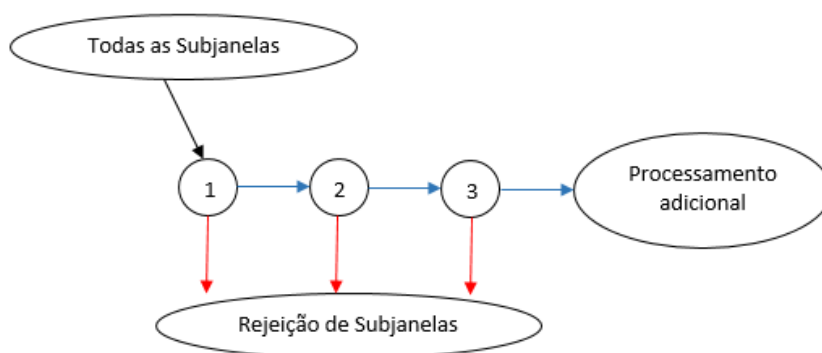 Todas as Subjanelas
1
2
3
Processamento
adicional
Rejeição de Subjanelas